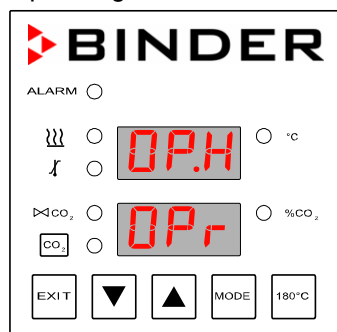 BINDER
ALARM
OP.H °C
CO₂ OPr %CO₂
CO₂
EXIT MODE 180°C